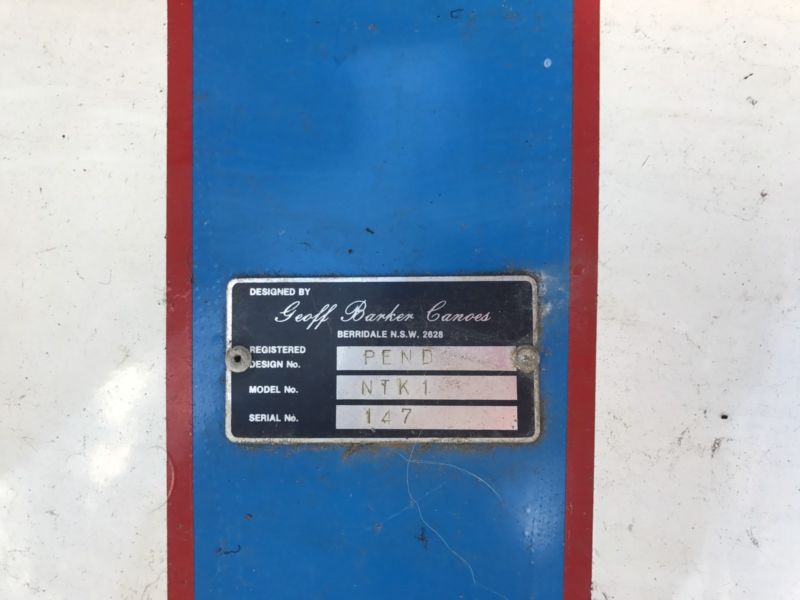 DESIGNED BY
Geoff Barker Canoes
BERRIDALE N.S.W. 2628
REGISTERED
DESIGN No. PEND
MODEL No. NTK1
SERIAL No. 147